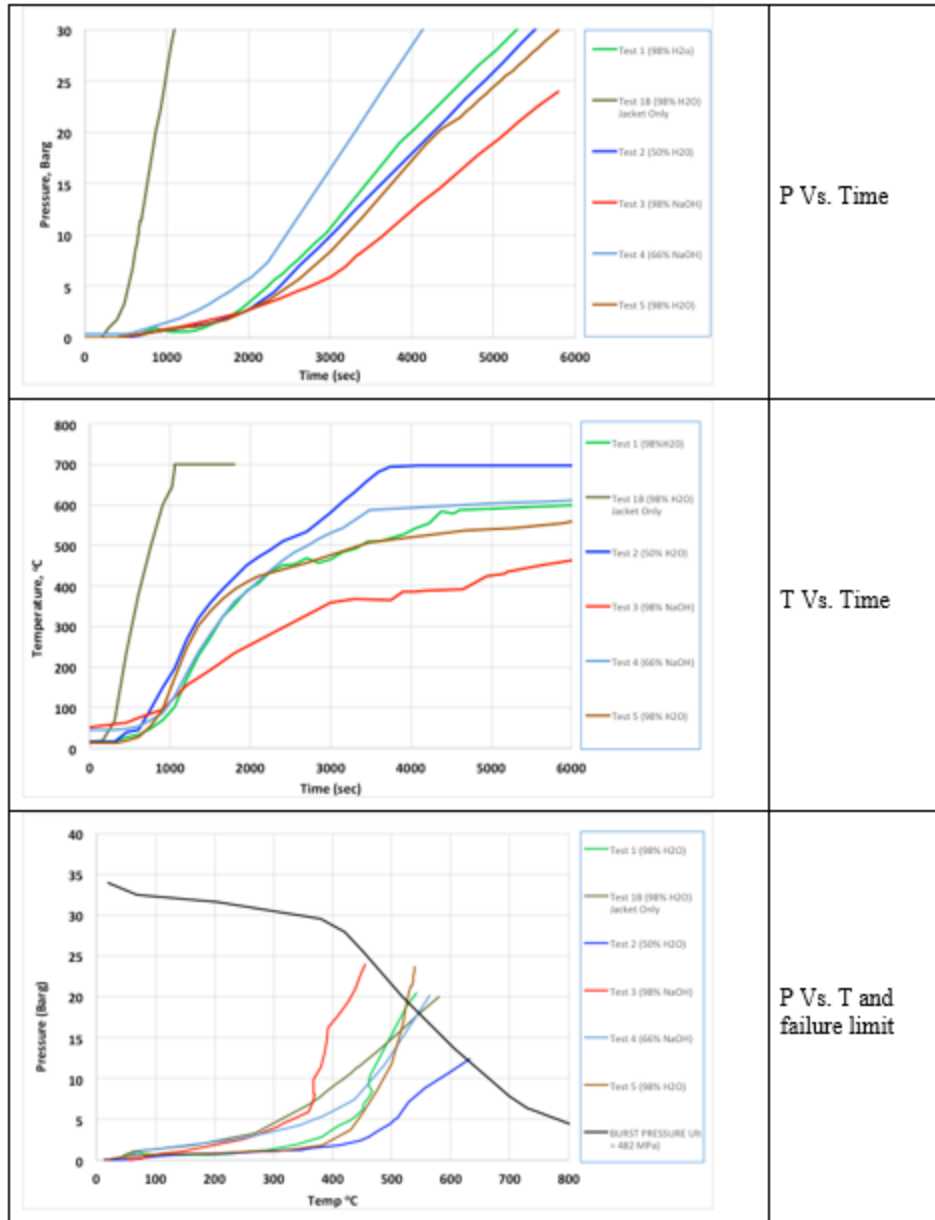 30
25
20
15
10
5
0
Pressure, Barg
0 1000 2000 3000 4000 5000 6000
Time (sec)
Test 1 (98% H2o)
Test 1B (98% H2O)
Jacket Only
Test 2 (50% H20)
Test 3 (98% NaOH)
Test 4 (66% NaOH)
Test 5 (98% H2O)
P Vs. Time
800
700
600
500
400
300
200
100
0
Temperature, °C
0 1000 2000 3000 4000 5000 6000
Time (sec)
Test 1 (98%H20)
Test 1B (98% H2O)
Jacket Only
Test 2 (50% H2O)
Test 3 (98% NaOH)
Test 4 (66% NaOH)
Test 5 (98% H2O)
T Vs. Time
40
35
30
25
20
15
10
5
0
Pressure (Barg)
0 100 200 300 400 500 600 700 800
Temp °C
Test 1 (98% H2O)
Test 1B (98% H2O)
Jacket Only
Test 2 (50% H2O)
Test 3 (98% NaOH)
Test 4 (66% NaOH)
Test 5 (98% H2O)
BURST PRESSURE
= 482 MPa)
P Vs. T and
failure limit